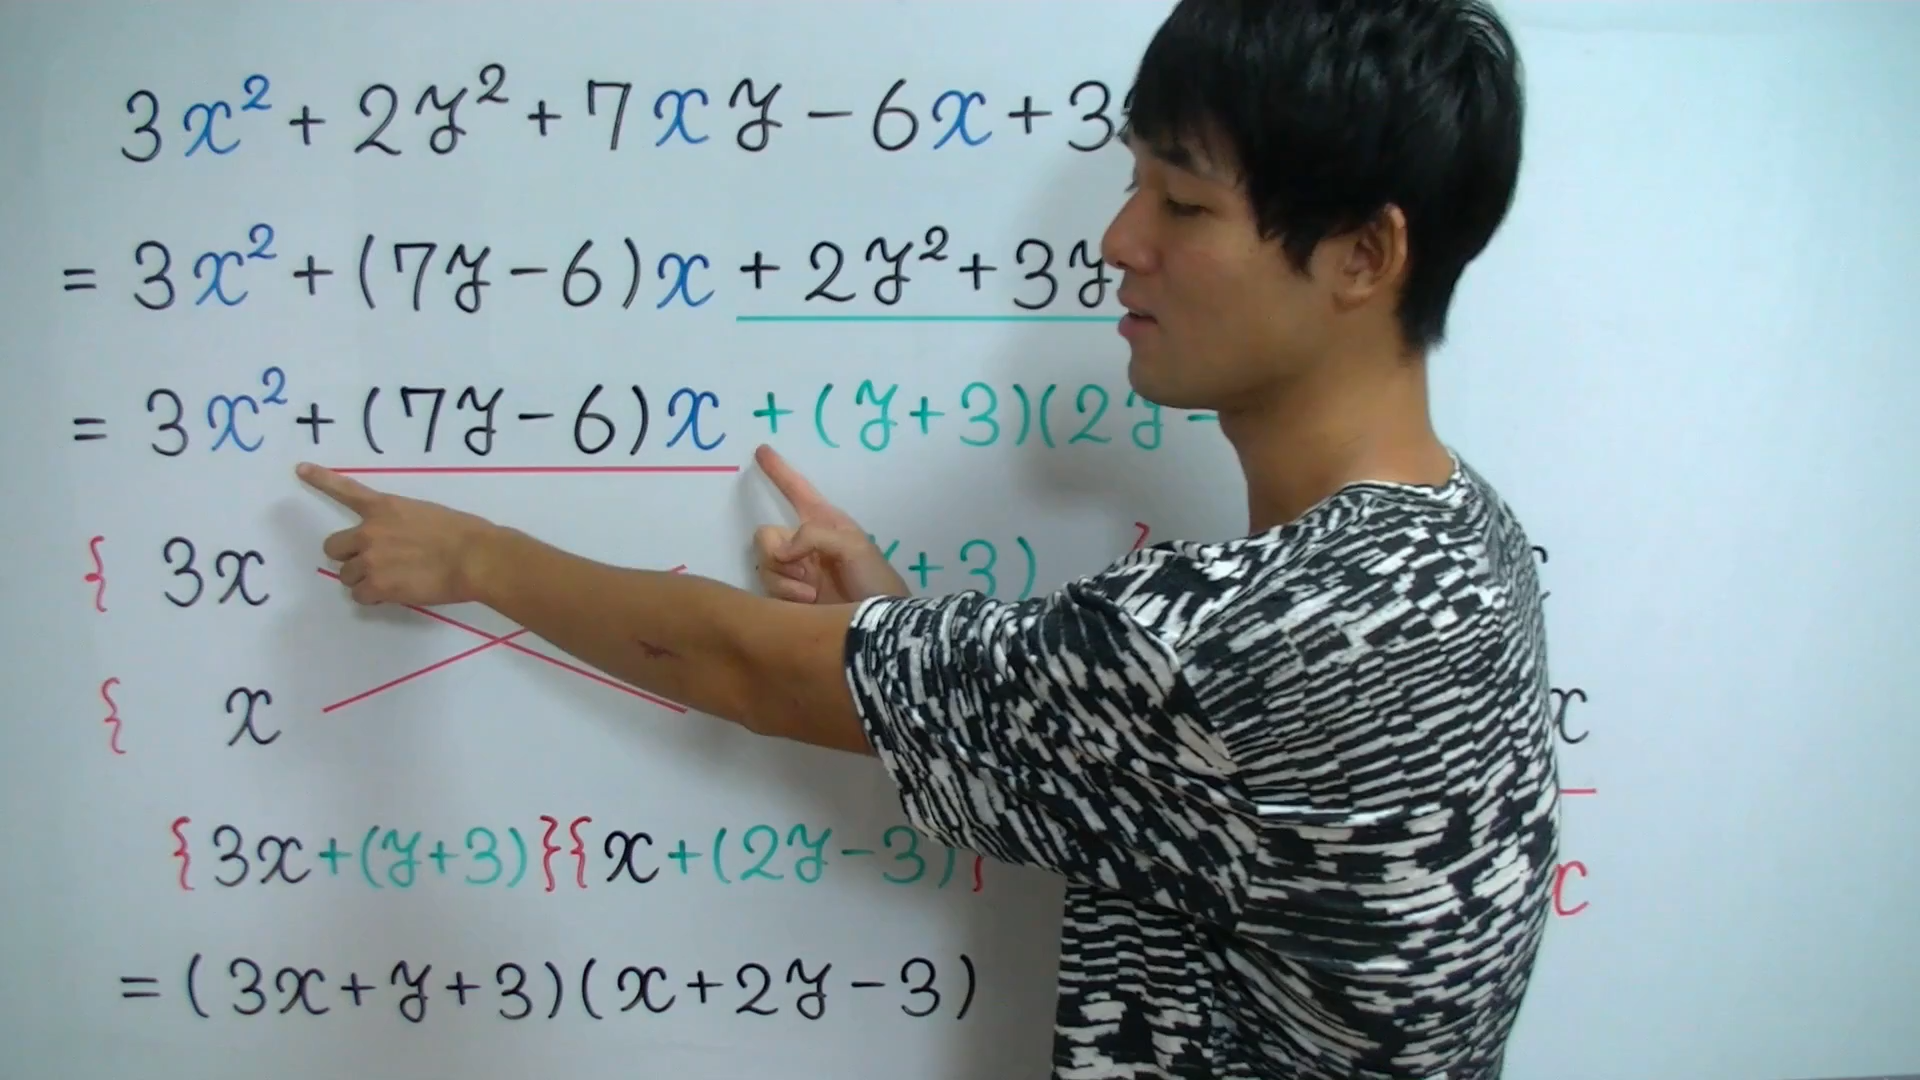 3x² + 2y² + 7xy − 6x + 3
= 3x² + (7y − 6)x + 2y² + 3y
= 3x² + (7y − 6)x + (y + 3)(2y −
{ 3x + 3) }
{ x x
{3x + (y + 3)}{x + (2y − 3)} x
= (3x + y + 3)(x + 2y − 3)